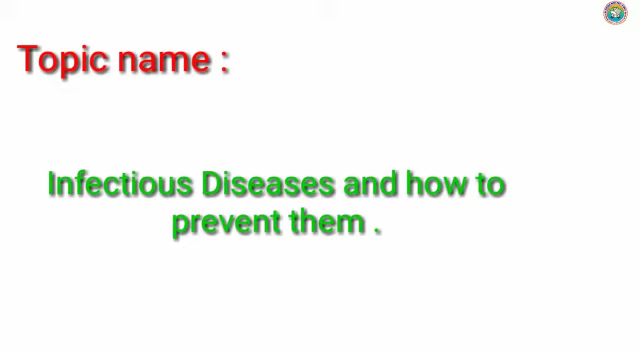 Topic name :
Infectious Diseases and how to
prevent them .